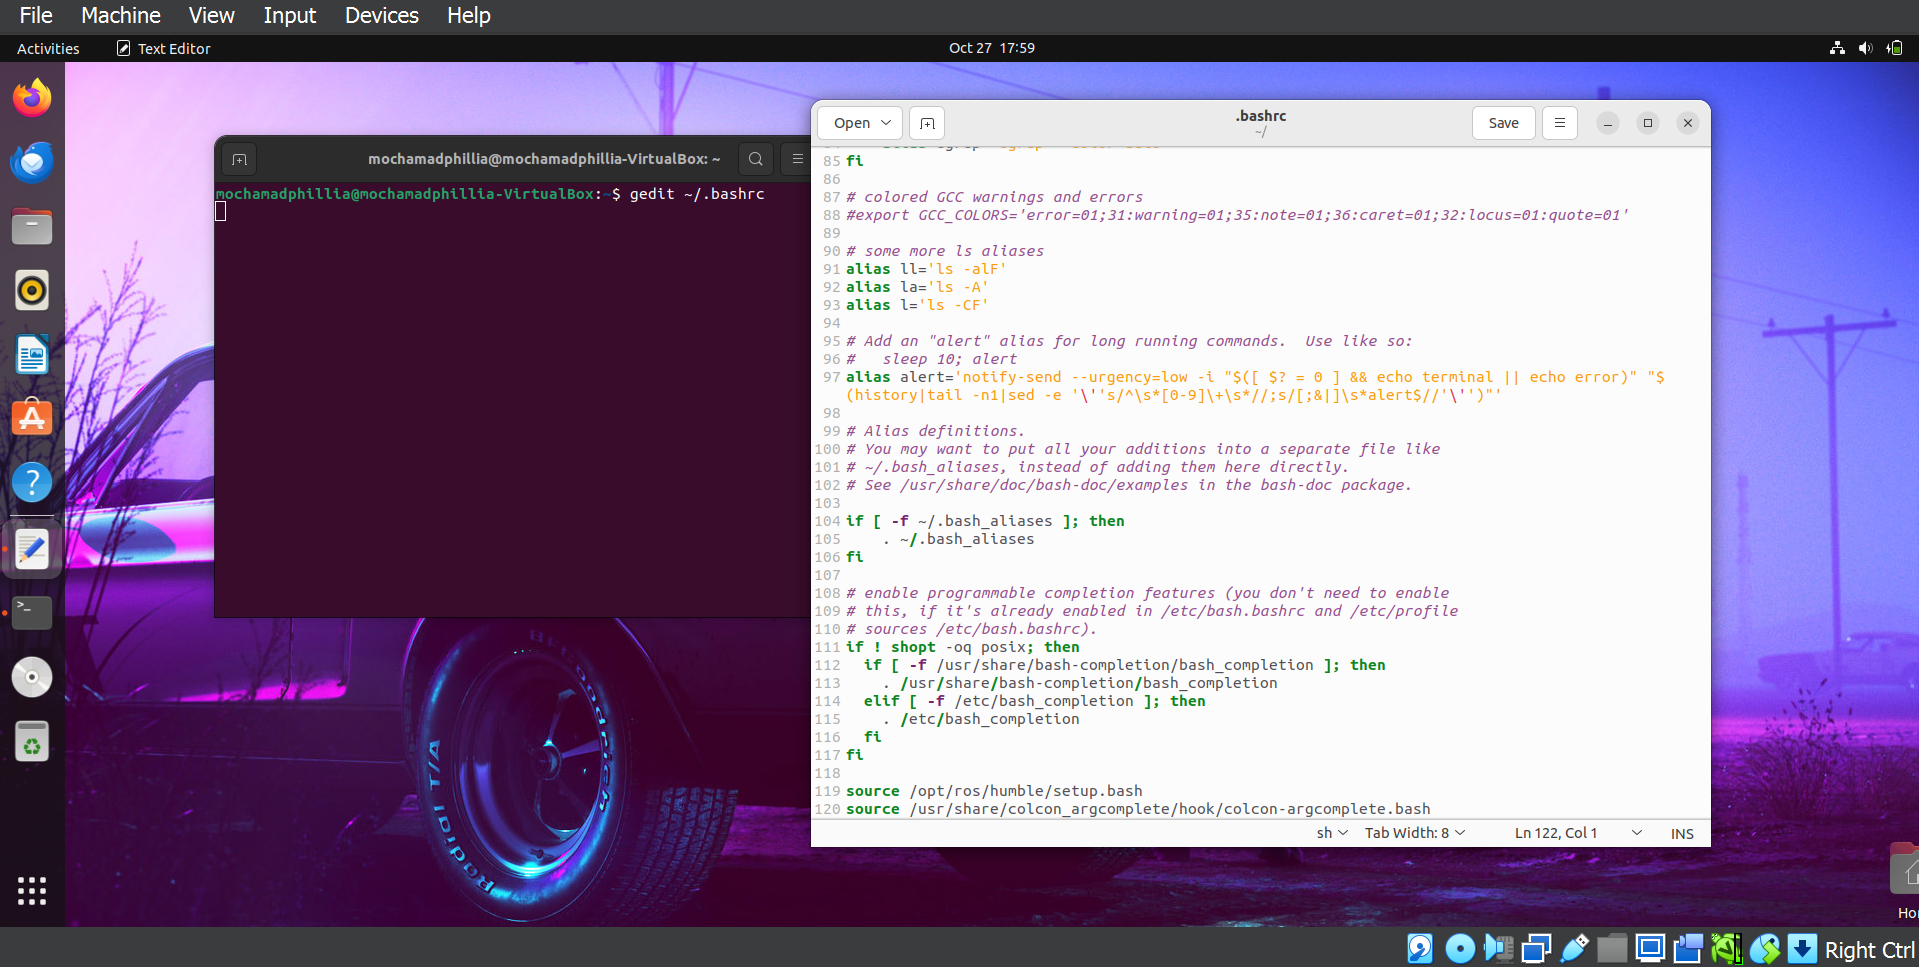 File Machine View Input Devices Help
Activities Text Editor Oct 27 17:59
mochamadphillia@mochamadphillia-VirtualBox: ~
mochamadphillia@mochamadphillia-VirtualBox:~$ gedit ~/.bashrc
Open .bashrc Save
~/
85 fi
86
87 # colored GCC warnings and errors
88 #export GCC_COLORS='error=01;31:warning=01;35:note=01;36:caret=01;32:locus=01:quote=01'
89
90 # some more ls aliases
91 alias ll='ls -alF'
92 alias la='ls -A'
93 alias l='ls -CF'
94
95 # Add an "alert" alias for long running commands.  Use like so:
96 #   sleep 10; alert
97 alias alert='notify-send --urgency=low -i "$([ $? = 0 ] && echo terminal || echo error)" "$
(history|tail -n1|sed -e '\''s/^\s*[0-9]\+\s*//;s/[;&|]\s*alert$//'\'')"'
98
99 # Alias definitions.
100 # You may want to put all your additions into a separate file like
101 # ~/.bash_aliases, instead of adding them here directly.
102 # See /usr/share/doc/bash-doc/examples in the bash-doc package.
103
104 if [ -f ~/.bash_aliases ]; then
105     . ~/.bash_aliases
106 fi
107
108 # enable programmable completion features (you don't need to enable
109 # this, if it's already enabled in /etc/bash.bashrc and /etc/profile
110 # sources /etc/bash.bashrc).
111 if ! shopt -oq posix; then
112   if [ -f /usr/share/bash-completion/bash_completion ]; then
113     . /usr/share/bash-completion/bash_completion
114   elif [ -f /etc/bash_completion ]; then
115     . /etc/bash_completion
116   fi
117 fi
118
119 source /opt/ros/humble/setup.bash
120 source /usr/share/colcon_argcomplete/hook/colcon-argcomplete.bash
sh Tab Width: 8 Ln 122, Col 1 INS
Radial T/A
BFGoodrich
Right Ctrl